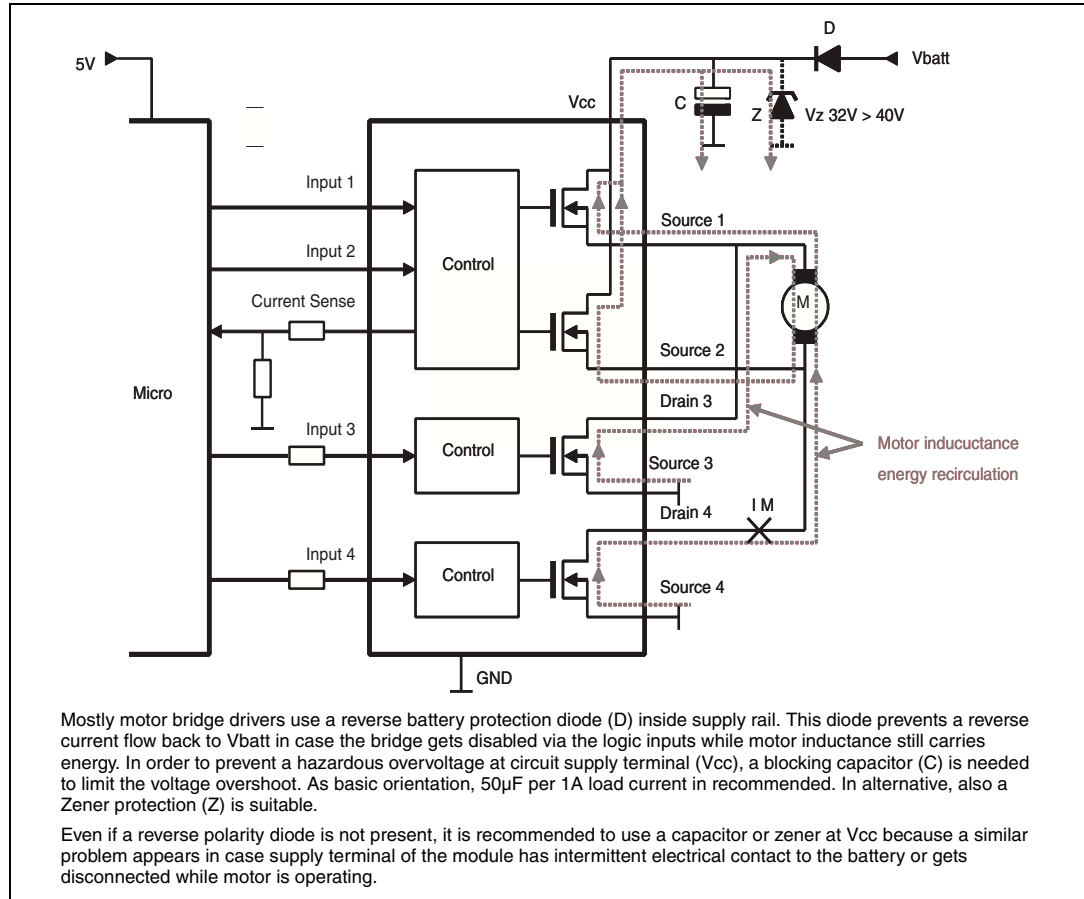 D
5V
Vbatt
Vcc
C
Z
Vz 32V > 40V
Input 1
Source 1
Input 2
Control
M
Current Sense
Source 2
Micro
Drain 3
Input 3
Control
Motor inducuctance
energy recirculation
Source 3
Drain 4
I M
Input 4
Control
Source 4
GND
Mostly motor bridge drivers use a reverse battery protection diode (D) inside supply rail. This diode prevents a reverse
current flow back to Vbatt in case the bridge gets disabled via the logic inputs while motor inductance still carries
energy. In order to prevent a hazardous overvoltage at circuit supply terminal (Vcc), a blocking capacitor (C) is needed
to limit the voltage overshoot. As basic orientation, 50µF per 1A load current in recommended. In alternative, also a
Zener protection (Z) is suitable.
Even if a reverse polarity diode is not present, it is recommended to use a capacitor or zener at Vcc because a similar
problem appears in case supply terminal of the module has intermittent electrical contact to the battery or gets
disconnected while motor is operating.